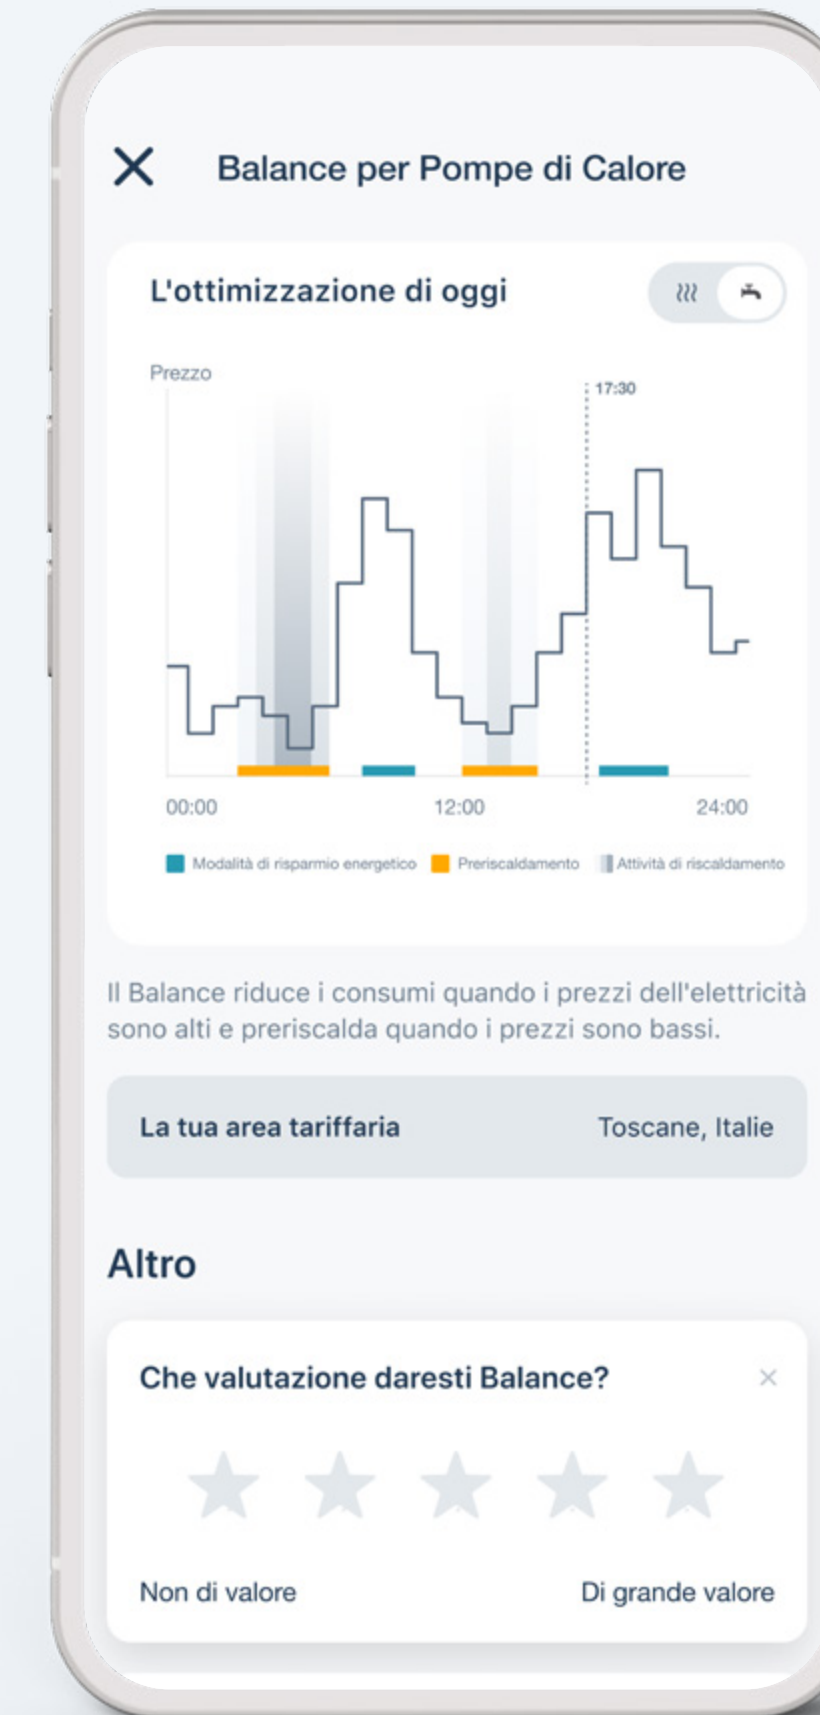 Balance per Pompe di Calore
L'ottimizzazione di oggi
Prezzo
17:30
00:00 12:00 24:00
Modalità di risparmio energetico Preriscaldamento Attività di riscaldamento
Il Balance riduce i consumi quando i prezzi dell'elettricità
sono alti e preriscalda quando i prezzi sono bassi.
La tua area tariffaria Toscane, Italie
Altro
Che valutazione daresti Balance?
Non di valore Di grande valore